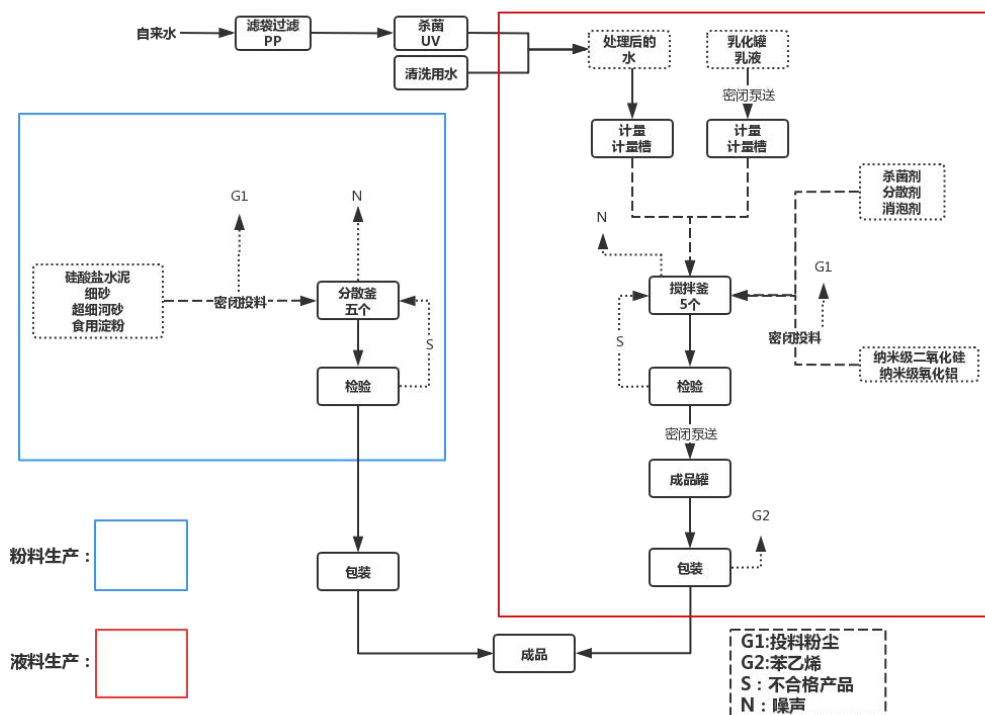 自来水
滤袋过滤
PP
杀菌
UV
清洗用水
处理后的
水
乳化罐
乳液
密闭泵送
计量
计量槽
计量
计量槽
杀菌剂
分散剂
消泡剂
G1
N
硅酸盐水泥
细砂
超细河砂
食用淀粉
密闭投料
分散釜
五个
S
检验
N
搅拌釜
5个
G1
密闭投料
S
纳米级二氧化硅
纳米级氧化铝
检验
密闭泵送
成品罐
G2
包装
包装
成品
粉料生产：
液料生产：
G1:投料粉尘
G2:苯乙烯
S：不合格产品
N：噪声